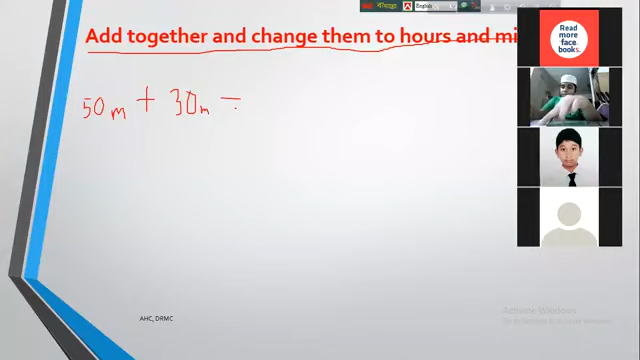 English
Add together and change them to hours and mi
50m + 30m =
Read
more
face
books.
AHC, DRMC
Activate Windows